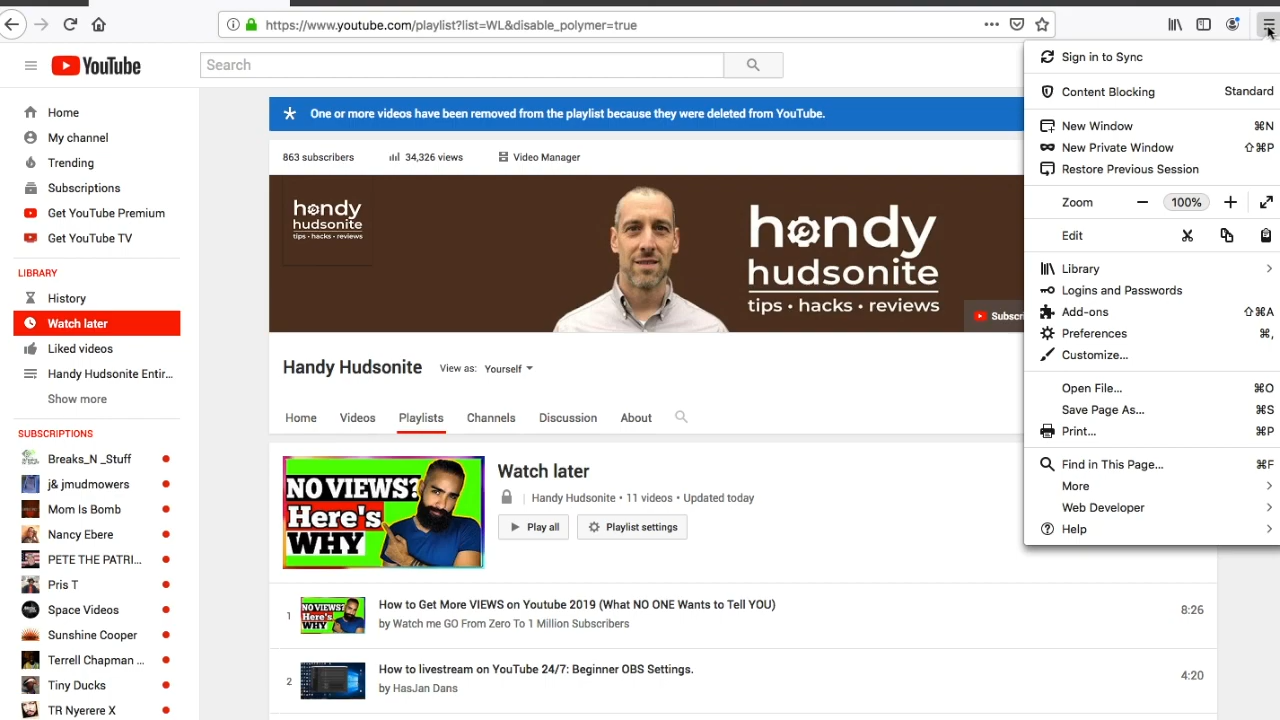 https://www.youtube.com/playlist?list=WL&disable_polymer=true
YouTube
Search
Home
My channel
Trending
Subscriptions
Get YouTube Premium
Get YouTube TV
LIBRARY
History
Watch later
Liked videos
Handy Hudsonite Entir...
Show more
SUBSCRIPTIONS
Breaks_N _Stuff
j& jmudmowers
Mom Is Bomb
Nancy Ebere
PETE THE PATRI...
Pris T
Space Videos
Sunshine Cooper
Terrell Chapman ...
Tiny Ducks
TR Nyerere X
One or more videos have been removed from the playlist because they were deleted from YouTube.
863 subscribers 34,326 views Video Manager
handy
hudsonite
tips • hacks • reviews
handy
hudsonite
tips • hacks • reviews
Subscri
Handy Hudsonite View as: Yourself
Home Videos Playlists Channels Discussion About
NO VIEWS?
Here's
WHY
Watch later
Handy Hudsonite • 11 videos • Updated today
Play all Playlist settings
1 NO VIEWS? Here's WHY How to Get More VIEWS on Youtube 2019 (What NO ONE Wants to Tell YOU) 8:26
by Watch me GO From Zero To 1 Million Subscribers
2 How to livestream on YouTube 24/7: Beginner OBS Settings. 4:20
by HasJan Dans
Sign in to Sync
Content Blocking Standard
New Window ⌘N
New Private Window ⇧⌘P
Restore Previous Session
Zoom − 100% +
Edit
Library
Logins and Passwords
Add-ons ⇧⌘A
Preferences ⌘,
Customize...
Open File... ⌘O
Save Page As... ⌘S
Print... ⌘P
Find in This Page... ⌘F
More
Web Developer
Help